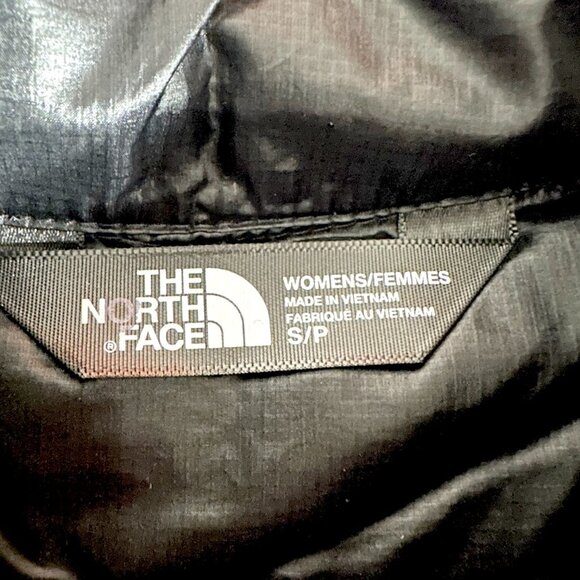 THE
NORTH
®FACE
WOMENS/FEMMES
MADE IN VIETNAM
FABRIQUÉ AU VIETNAM
S/P